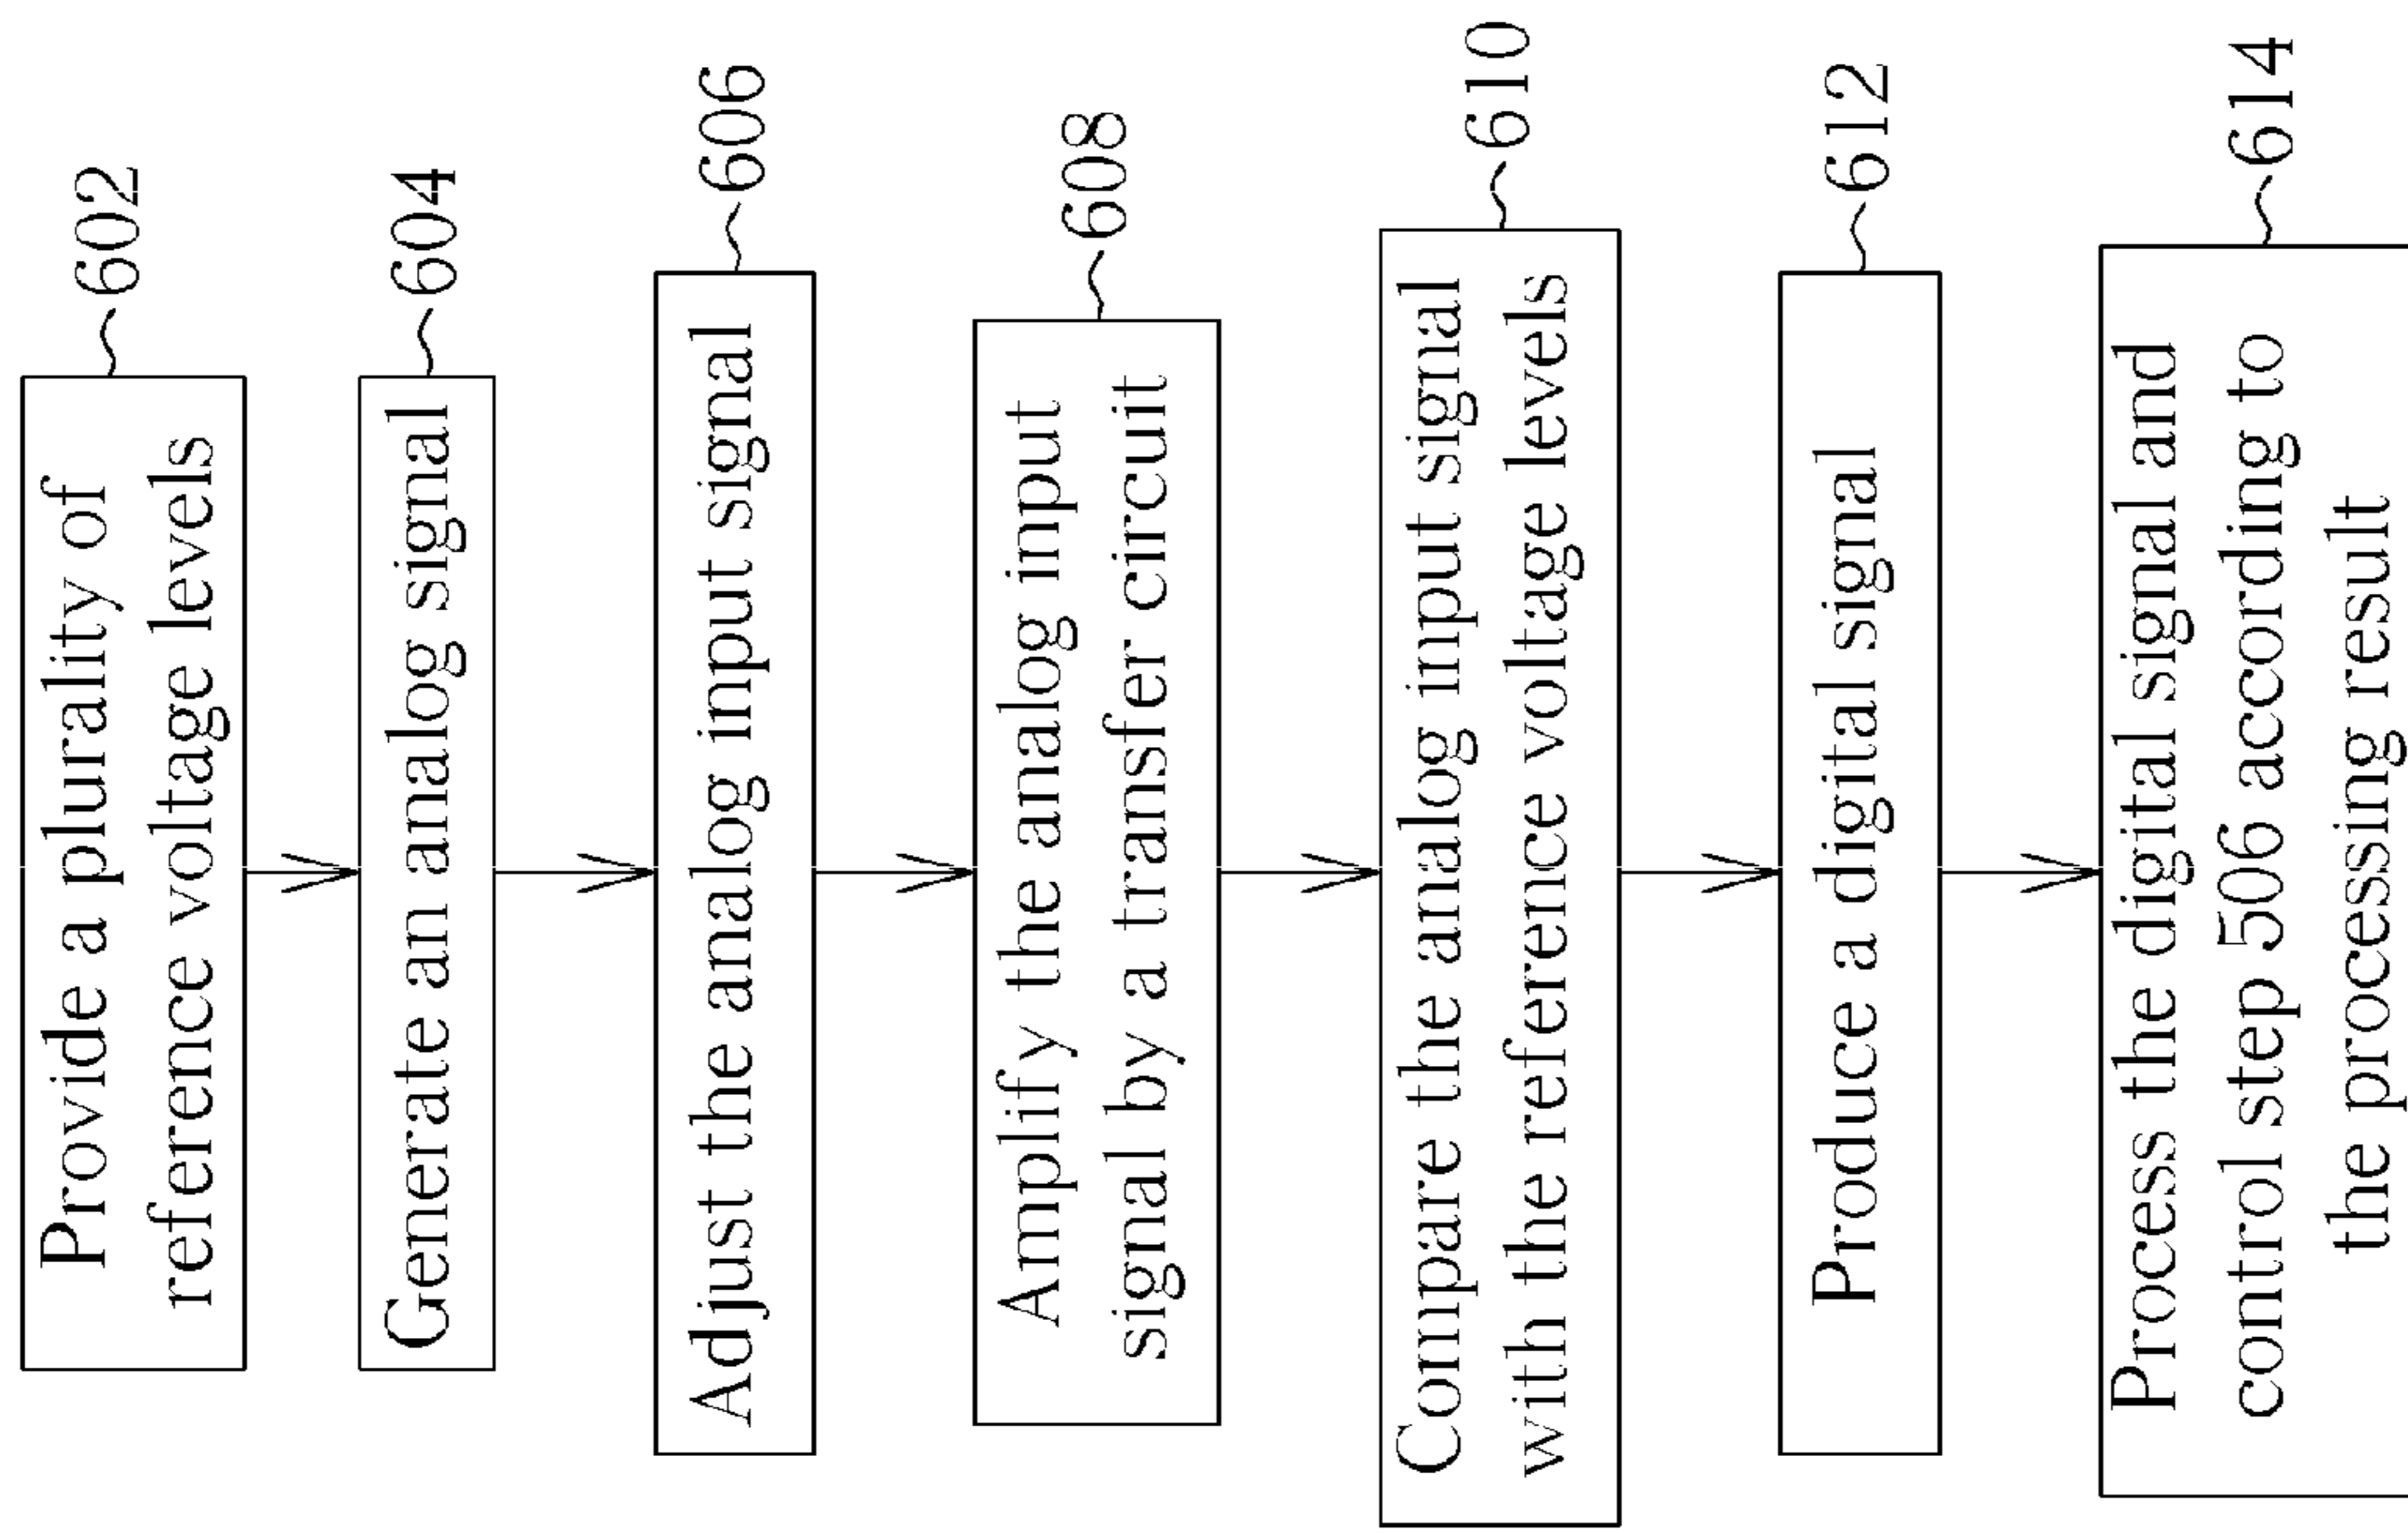 Provide a plurality of
reference voltage levels
602
Generate an analog signal
604
Adjust the analog input signal
606
Amplify the analog input
signal by a transfer circuit
608
Compare the analog input signal
with the reference voltage levels
610
Produce a digital signal
612
Process the digital signal and
control step 506 according to
the processing result
614